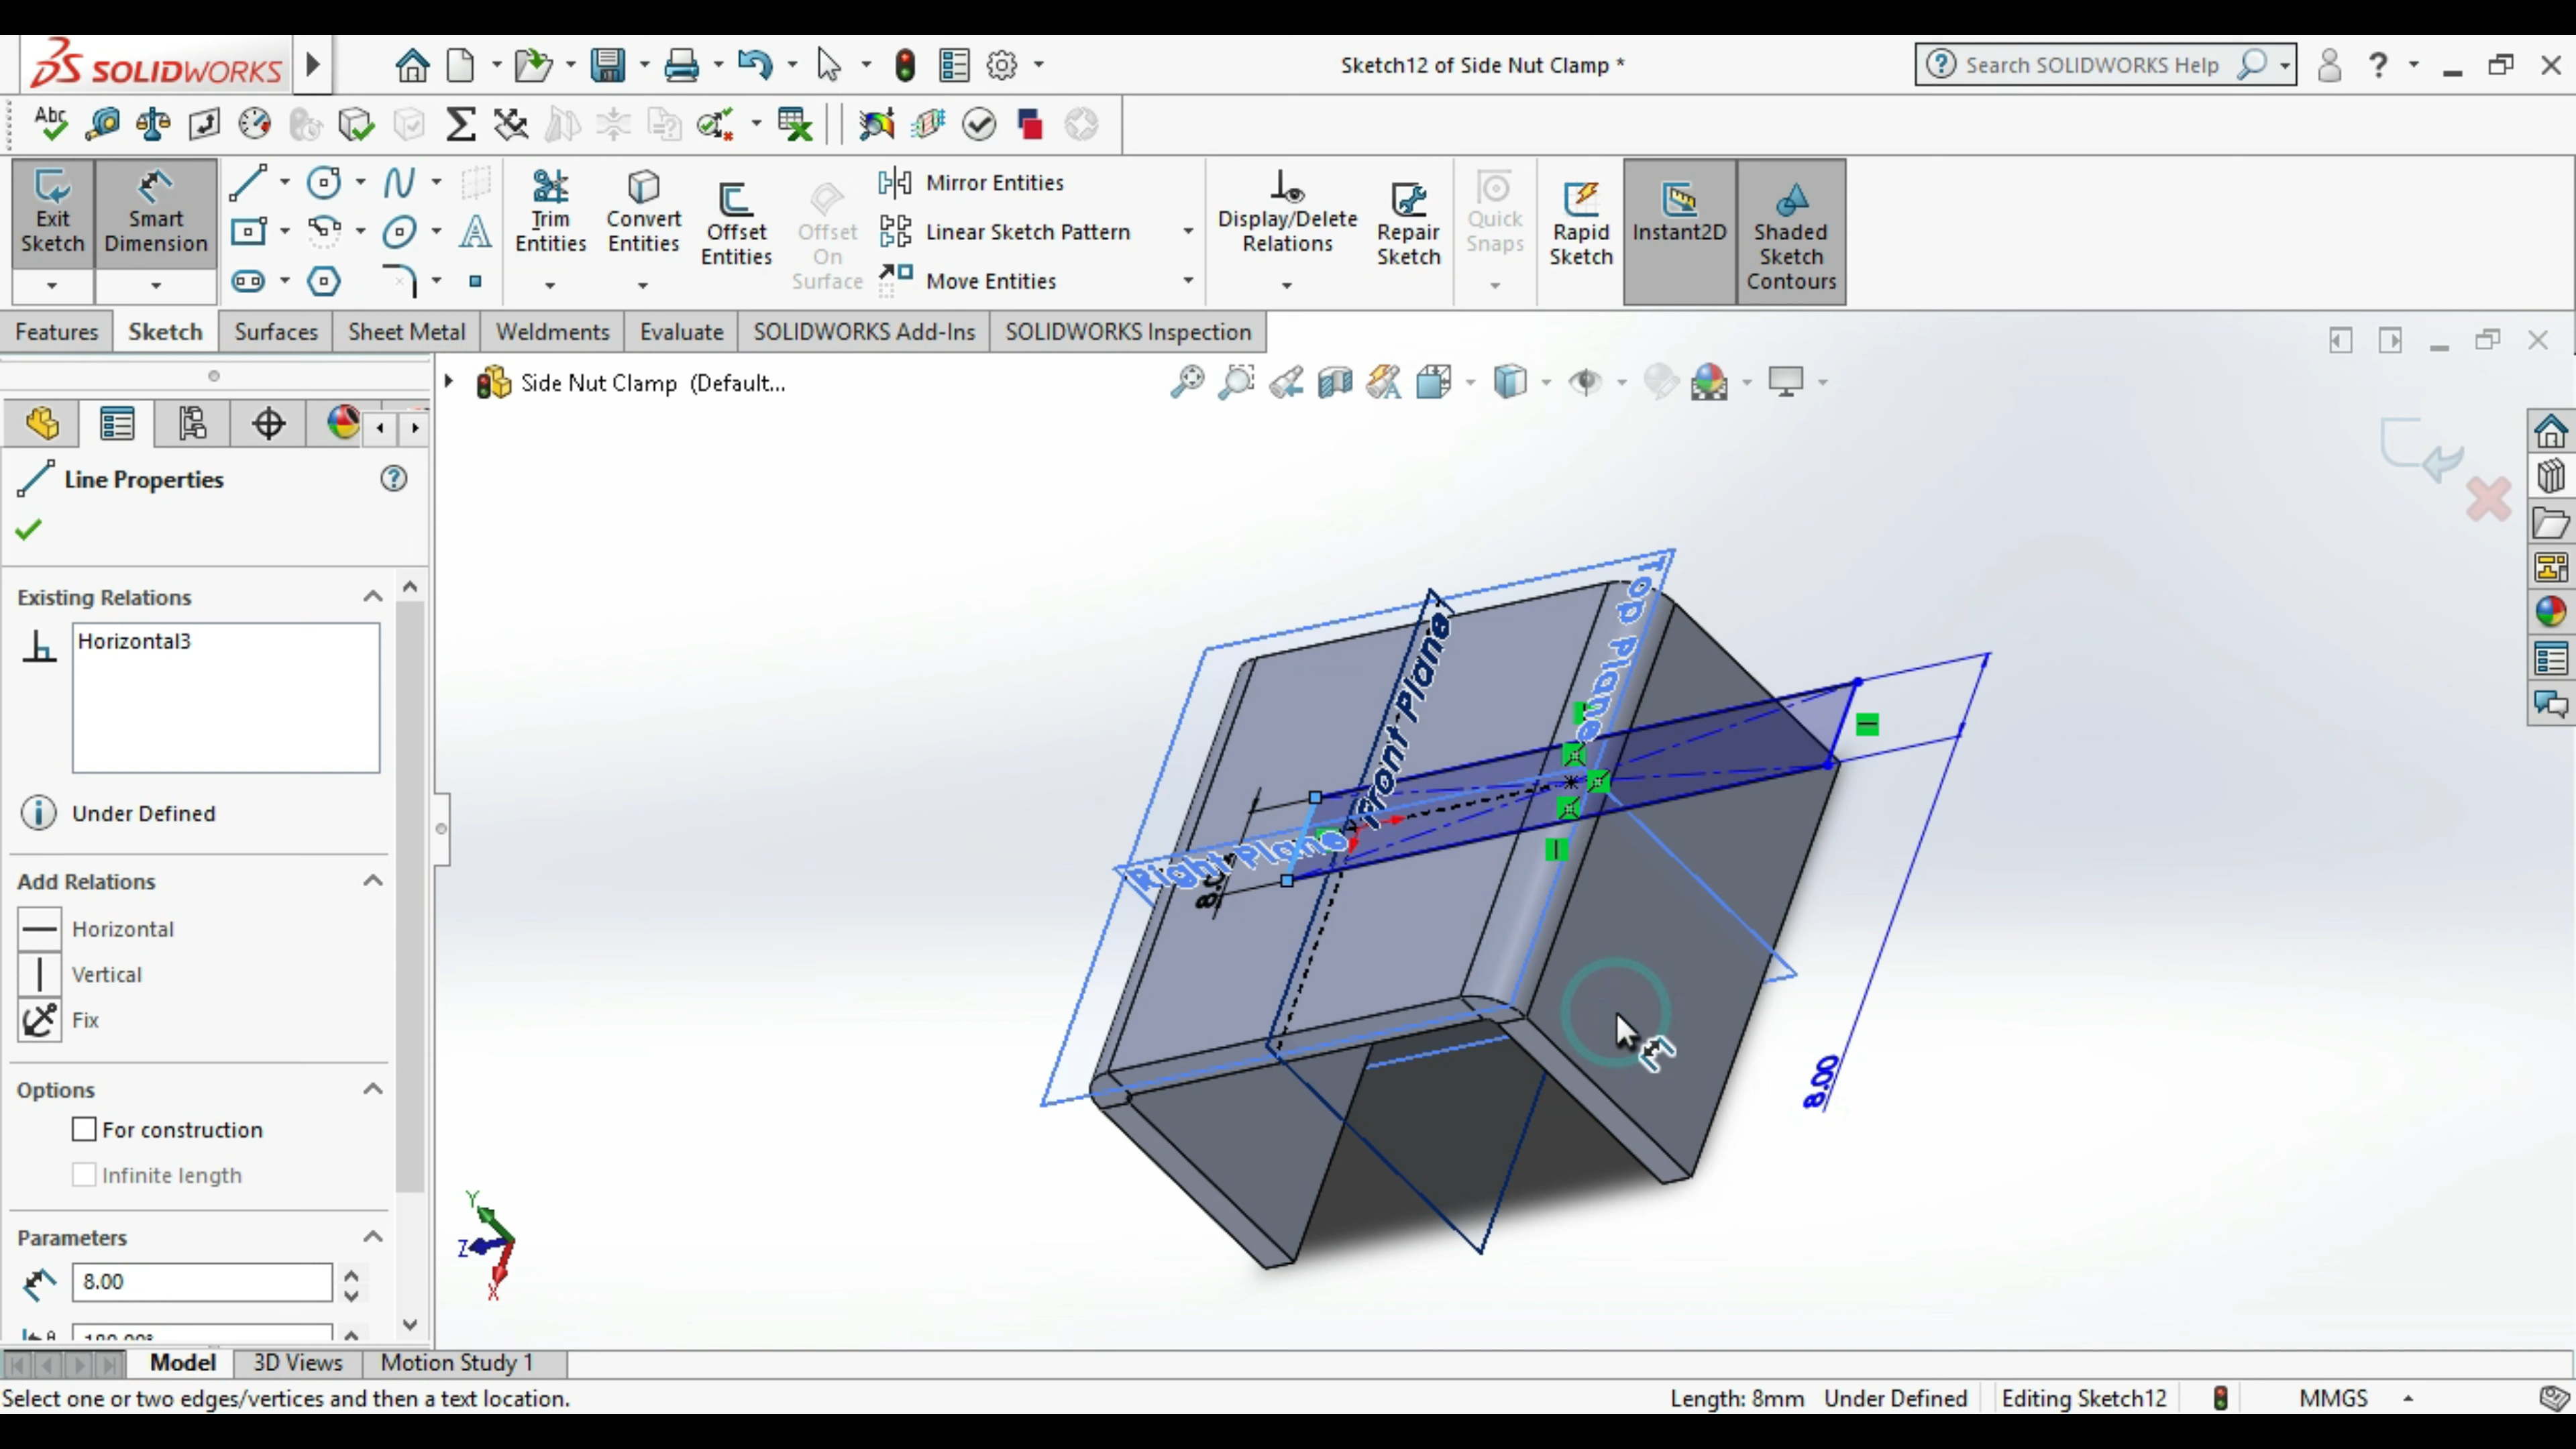 SOLIDWORKS
Sketch12 of Side Nut Clamp *
Search SOLIDWORKS Help
Abc
Exit Sketch
Smart Dimension
Trim Entities
Convert Entities
Offset Entities
Offset On Surface
Mirror Entities
Linear Sketch Pattern
Move Entities
Display/Delete Relations
Repair Sketch
Quick Snaps
Rapid Sketch
Instant2D
Shaded Sketch Contours
Features
Sketch
Surfaces
Sheet Metal
Weldments
Evaluate
SOLIDWORKS Add-Ins
SOLIDWORKS Inspection
Side Nut Clamp (Default...
Line Properties
Existing Relations
Horizontal3
Under Defined
Add Relations
Horizontal
Vertical
Fix
Options
For construction
Infinite length
Parameters
8.00
180.00°
Top Plane
Front Plane
Right Plane
8.00
Y
Z
X
Model
3D Views
Motion Study 1
Select one or two edges/vertices and then a text location.
Length: 8mm
Under Defined
Editing Sketch12
MMGS